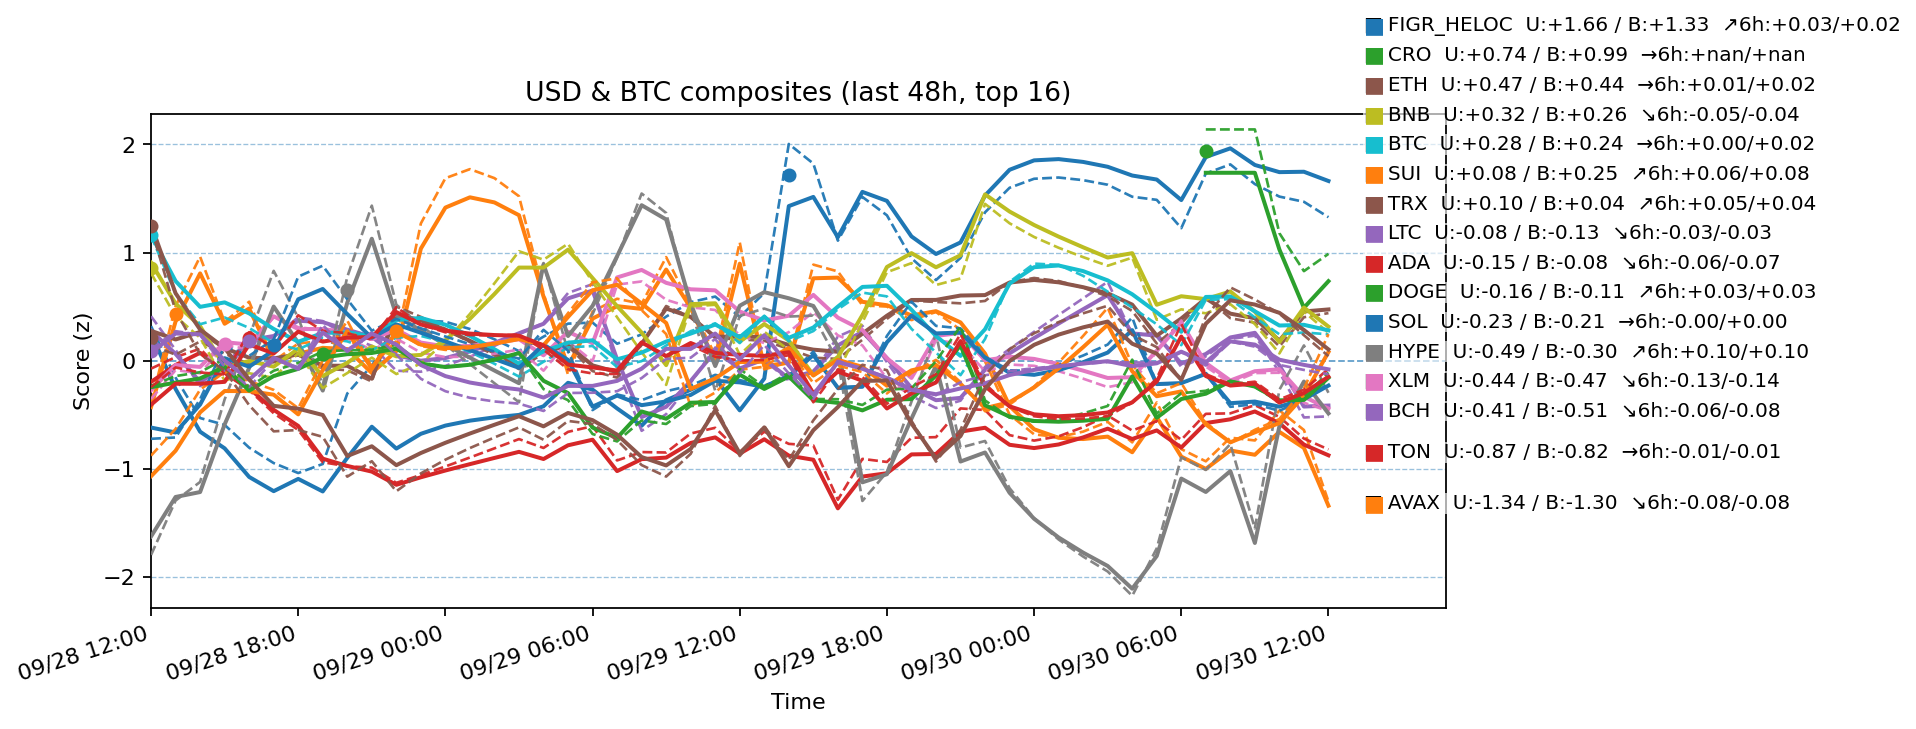 FIGR_HELOC  U:+1.66 / B:+1.33  ↗6h:+0.03/+0.02
CRO  U:+0.74 / B:+0.99  →6h:+nan/+nan
USD & BTC composites (last 48h, top 16)
ETH  U:+0.47 / B:+0.44  →6h:+0.01/+0.02
BNB  U:+0.32 / B:+0.26  ↘6h:-0.05/-0.04
BTC  U:+0.28 / B:+0.24  →6h:+0.00/+0.02
SUI  U:+0.08 / B:+0.25  ↗6h:+0.06/+0.08
TRX  U:+0.10 / B:+0.04  ↗6h:+0.05/+0.04
LTC  U:-0.08 / B:-0.13  ↘6h:-0.03/-0.03
ADA  U:-0.15 / B:-0.08  ↘6h:-0.06/-0.07
DOGE  U:-0.16 / B:-0.11  ↗6h:+0.03/+0.03
SOL  U:-0.23 / B:-0.21  →6h:-0.00/+0.00
HYPE  U:-0.49 / B:-0.30  ↗6h:+0.10/+0.10
XLM  U:-0.44 / B:-0.47  ↘6h:-0.13/-0.14
BCH  U:-0.41 / B:-0.51  ↘6h:-0.06/-0.08
TON  U:-0.87 / B:-0.82  →6h:-0.01/-0.01
AVAX  U:-1.34 / B:-1.30  ↘6h:-0.08/-0.08
Score (z)
2
1
0
−1
−2
09/28 12:00
09/28 18:00
09/29 00:00
09/29 06:00
09/29 12:00
09/29 18:00
09/30 00:00
09/30 06:00
09/30 12:00
Time